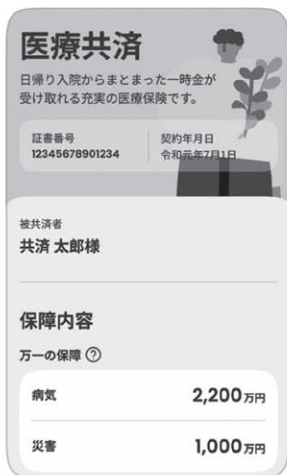 医療共済
日帰り入院からまとまった一時金が
受け取れる充実の医療保険です。
証書番号
12345678901234
契約年月日
令和元年7月1日
被共済者
共済 太郎様
保障内容
万一の保障 ?
病気 2,200万円
災害 1,000万円